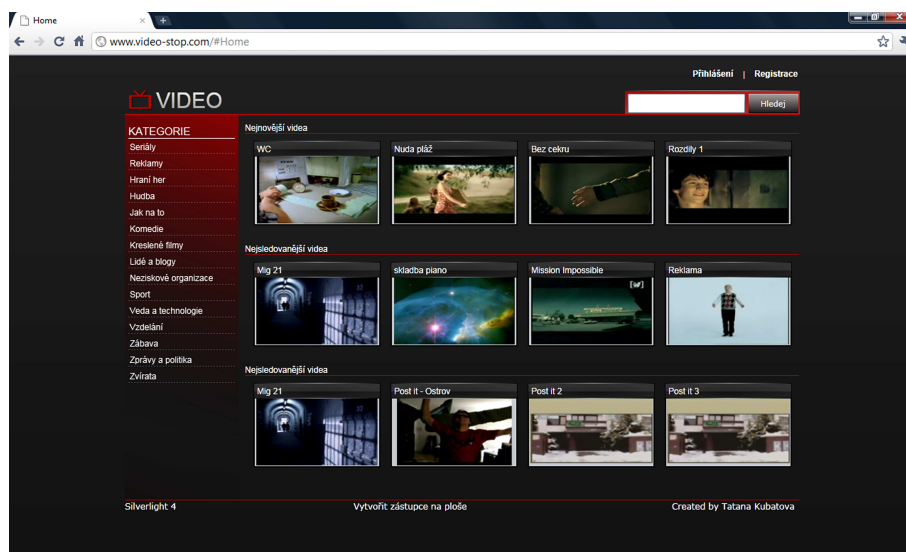 Home
www.video-stop.com/#Home
Přihlášení | Registrace
VIDEO
Hledej
KATEGORIE
Seriály
Reklamy
Hraní her
Hudba
Jak na to
Komedie
Kreslené filmy
Lidé a blogy
Neziskové organizace
Sport
Veda a technologie
Vzdelání
Zábava
Zprávy a politika
Zvírata
Nejnovější videa
WC
Nuda pláž
Bez cekru
Rozdily 1
Nejsledovanější videa
Mig 21
skladba piano
Mission Impossible
Reklama
Nejsledovanější videa
Mig 21
Post it - Ostrov
Post it 2
Post it 3
Silverlight 4
Vytvořit zástupce na ploše
Created by Tatana Kubatova